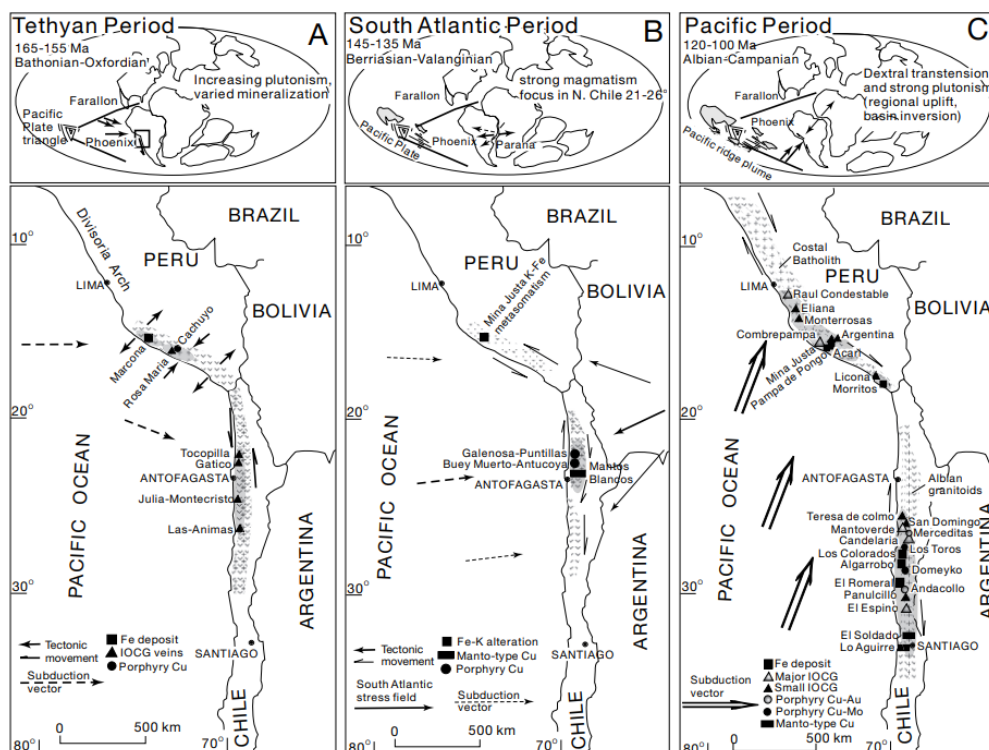 Tethyan Period
A
165-155 Ma
Bathonian-Oxfordian
Increasing plutonism,
varied mineralization
Farallon
Pacific
Plate
triangle
Phoenix
BRAZIL
10°
Divisoria Arch
PERU
LIMA
BOLIVIA
Cachuyo
Marcona
Rosa Maria
20°
PACIFIC OCEAN
Tocopilla
Gatico
ANTOFAGASTA
Julia-Montecristo
Las-Animas
30°
ARGENTINA
Tectonic
movement
Subduction
vector
Fe deposit
IOCG veins
Porphyry Cu
SANTIAGO
CHILE
0 500 km
80° 70°
South Atlantic Period
B
145-135 Ma
Berriasian-Valanginian
strong magmatism
focus in N. Chile 21-26°
Farallon
Phoenix
Parana
Pacific Plate
BRAZIL
10°
PERU
LIMA
Mina Justa K-Fe
metasomatism
BOLIVIA
20°
PACIFIC OCEAN
Galenosa-Puntillas
Buey Muerto-Antucoya
Mantos
Blancos
ANTOFAGASTA
30°
ARGENTINA
Tectonic
movement
Fe-K alteration
Manto-type Cu
Porphyry Cu
SANTIAGO
South Atlantic
stress field
Subduction
vector
CHILE
0 500 km
80° 70°
Pacific Period
C
120-100 Ma
Albian-Campanian
Dextral transtension
and strong plutonism
(regional uplift,
basin inversion)
Farallon
Phoenix
Pacific ridge plume
BRAZIL
10°
Costal
Batholith
PERU
LIMA
Raul Condestable
Eliana
Monterrosas
BOLIVIA
Combrepampa
Argentina
Mina Justa
Pampa de Pongo
Acari
Licona
Morritos
20°
PACIFIC OCEAN
ANTOFAGASTA
Albian
granitoids
Teresa de colmo
San Domingo
Mantoverde
Merceditas
Candelaria
Los Toros
Los Colorados
Algarrobo
Domeyko
El Romeral
Andacollo
Panulcillo
El Espino
30°
ARGENTINA
El Soldado
Lo Aguirre
SANTIAGO
Subduction
vector
Fe deposit
Major IOCG
Small IOCG
Porphyry Cu-Au
Porphyry Cu-Mo
Manto-type Cu
CHILE
0 500 km
80° 70°